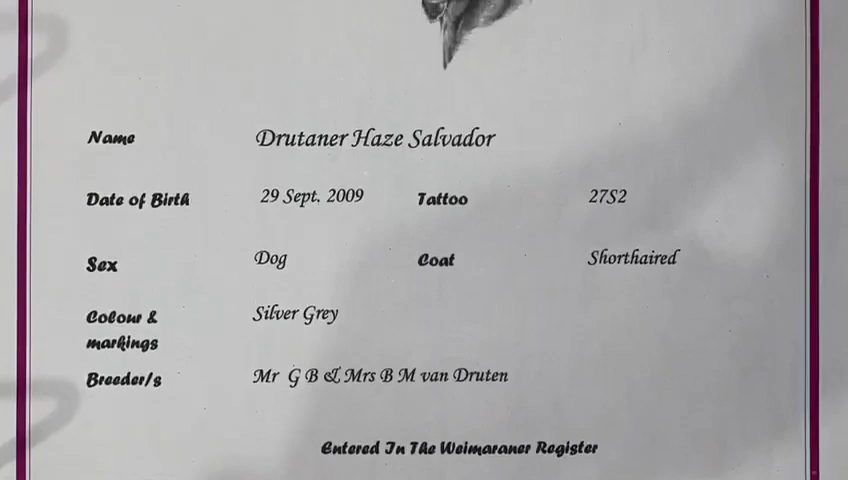 Name Drutaner Haze Salvador
Date of Birth 29 Sept. 2009 Tattoo 27S2
Sex Dog Coat Shorthaired
Colour & Silver Grey
markings
Breeder/s Mr G B & Mrs B M van Druten
Entered In The Weimaraner Register